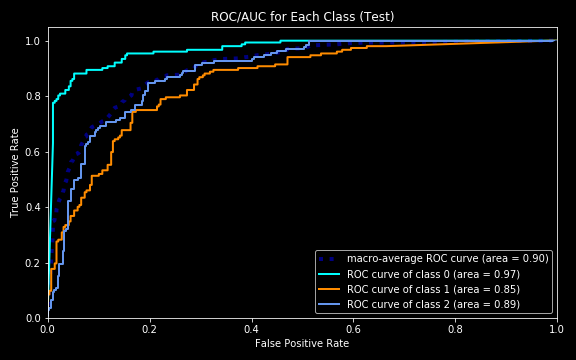 ROC/AUC for Each Class (Test)
1.0
0.8
0.6
0.4
0.2
0.0
True Positive Rate
macro-average ROC curve (area = 0.90)
ROC curve of class 0 (area = 0.97)
ROC curve of class 1 (area = 0.85)
ROC curve of class 2 (area = 0.89)
0.0 0.2 0.4 0.6 0.8 1.0
False Positive Rate